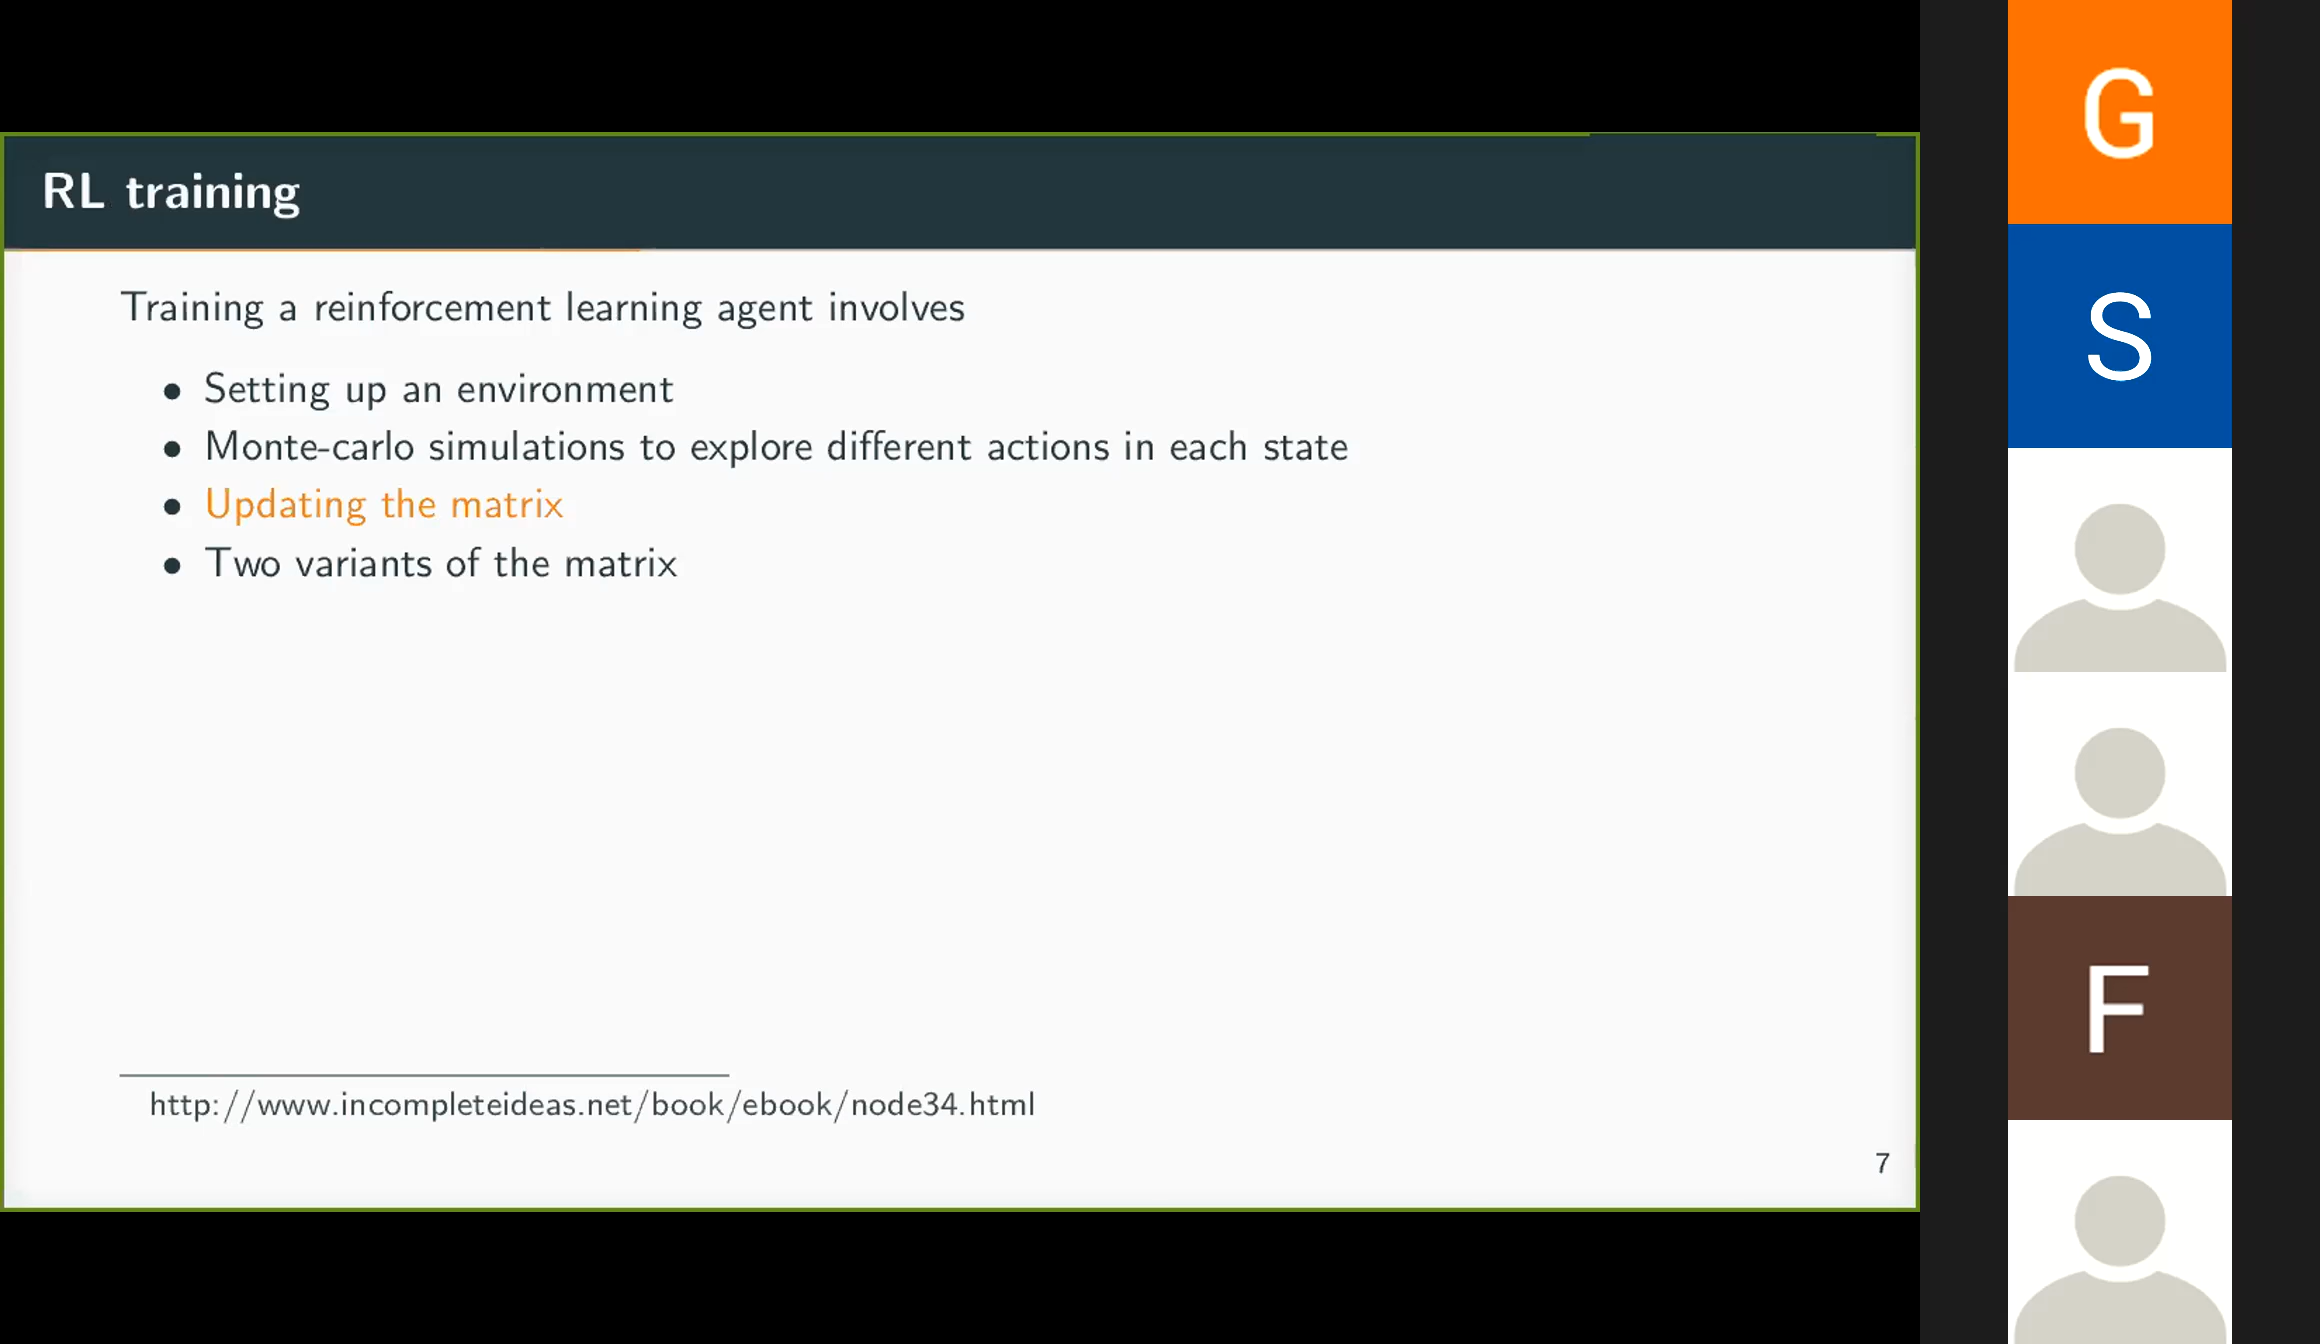 RL training
Training a reinforcement learning agent involves
• Setting up an environment
• Monte-carlo simulations to explore different actions in each state
• Updating the matrix
• Two variants of the matrix
http://www.incompleteideas.net/book/ebook/node34.html
7
G
S
F